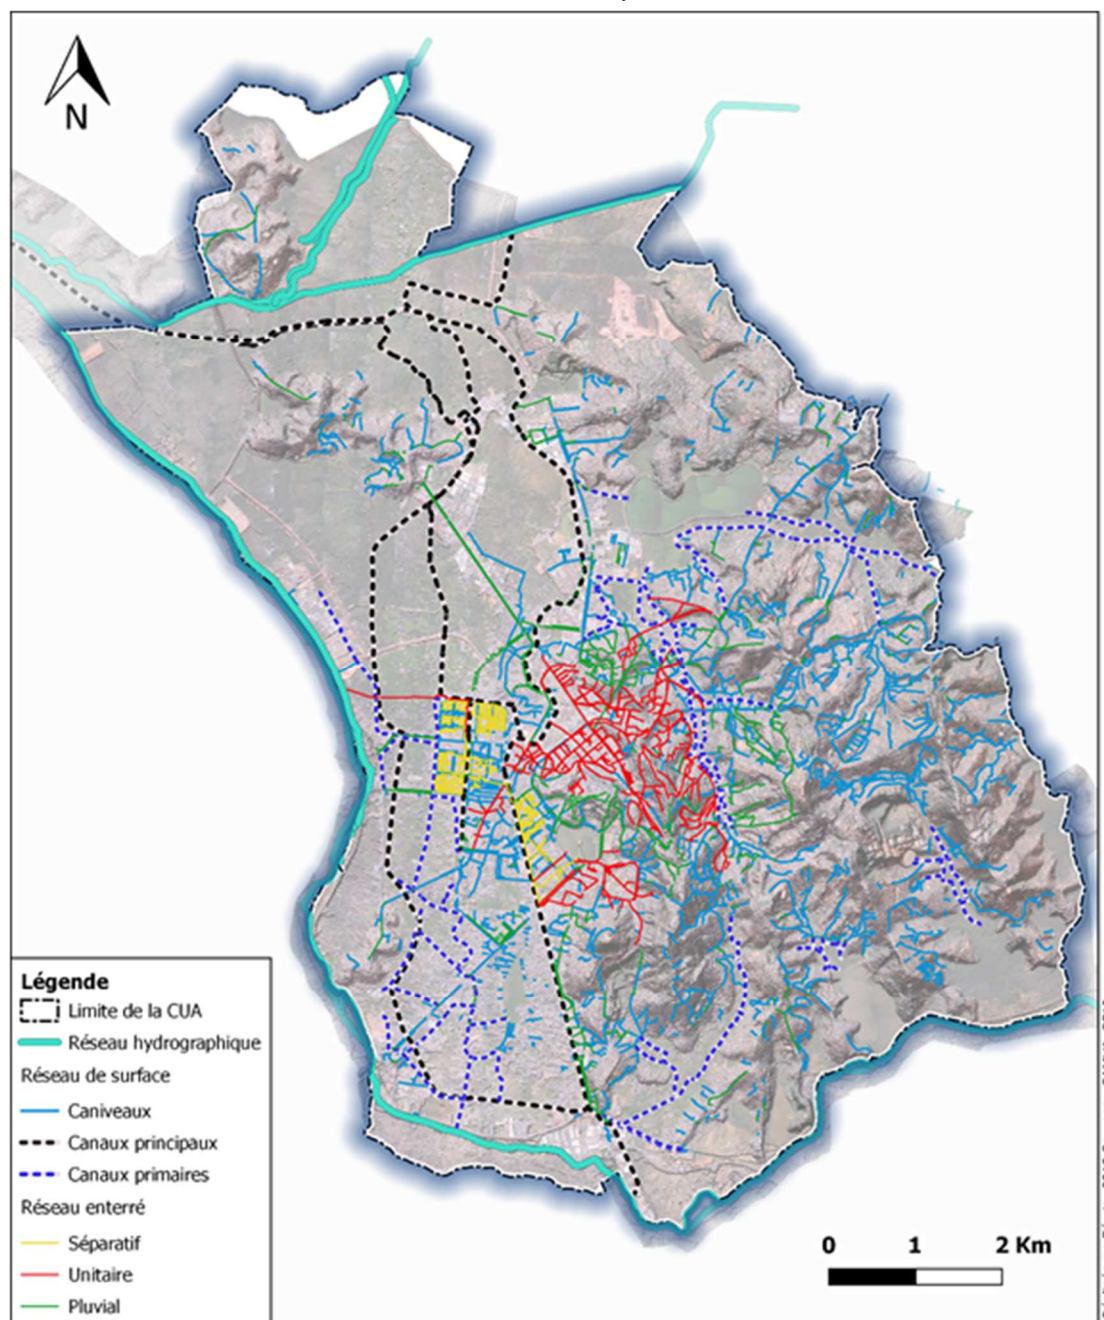 N
Légende
Limite de la CUA
Réseau hydrographique
Réseau de surface
Caniveaux
Canaux principaux
Canaux primaires
Réseau enterré
Séparatif
Unitaire
Pluvial
0 1 2 Km